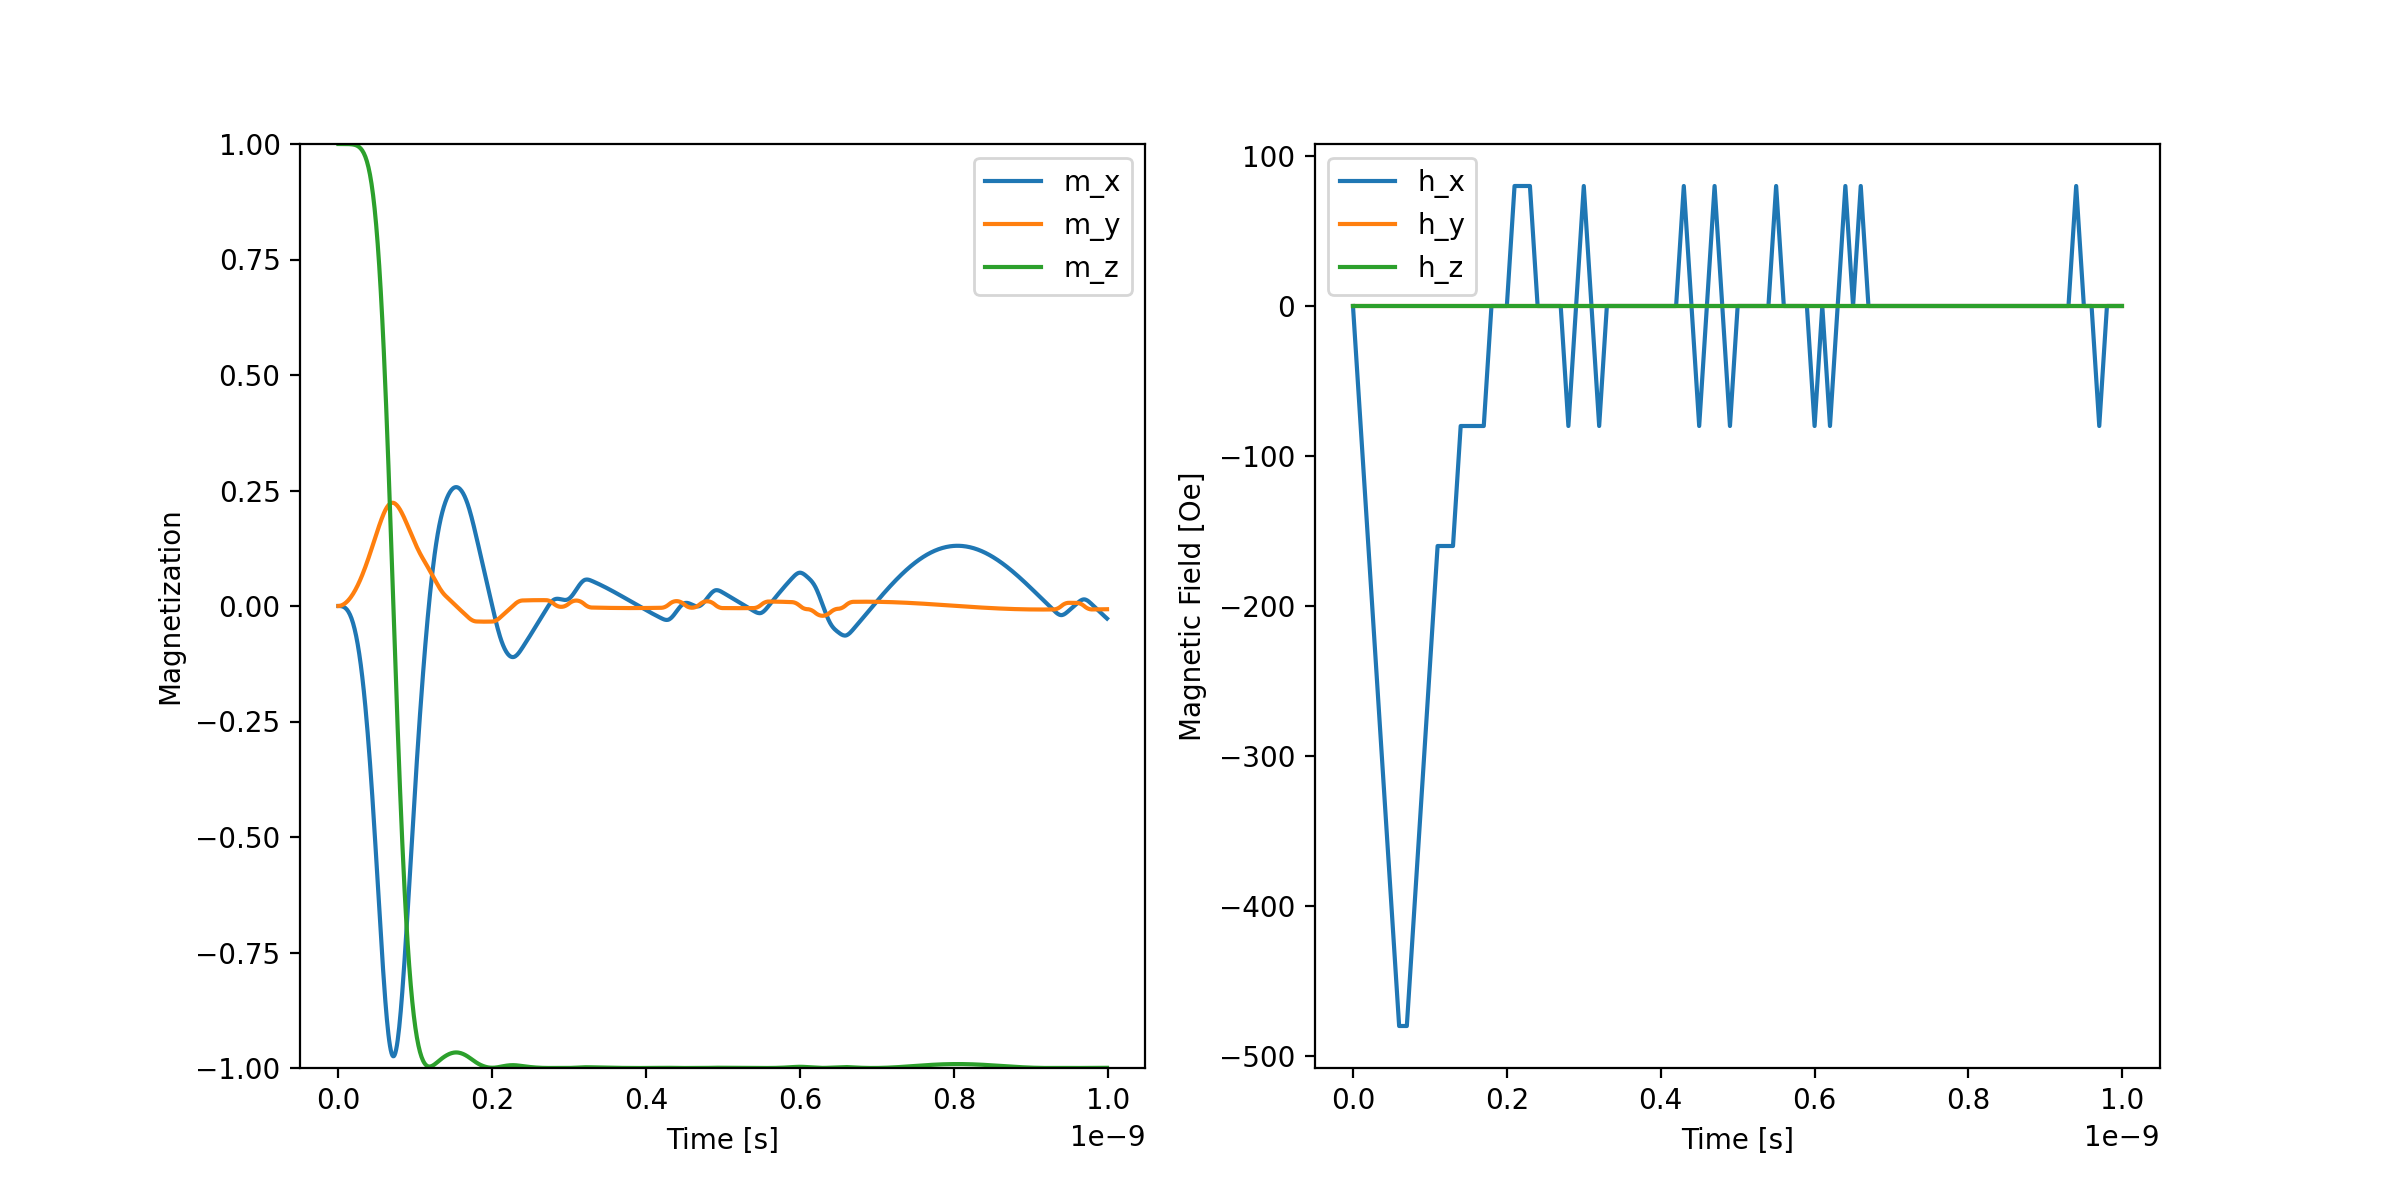 1.00
0.75
0.50
0.25
0.00
−0.25
−0.50
−0.75
−1.00
Magnetization
m_x
m_y
m_z
0.0 0.2 0.4 0.6 0.8 1.0
Time [s]
1e−9
100
0
−100
−200
−300
−400
−500
Magnetic Field [Oe]
h_x
h_y
h_z
0.0 0.2 0.4 0.6 0.8 1.0
Time [s]
1e−9